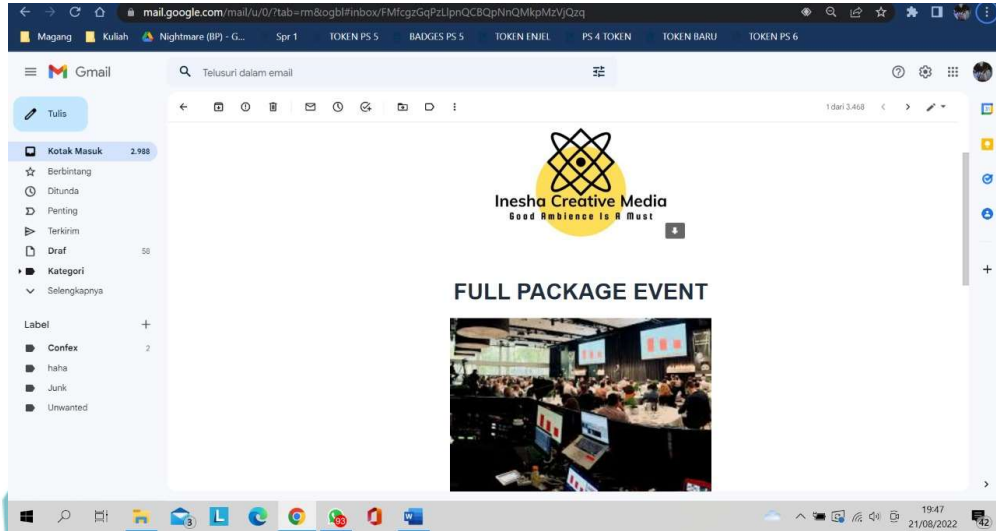 mail.google.com/mail/u/0/?tab=rm&ogbl#inbox/FMfcgzGqPzLlpnQCBQpNnQMkpMzVjQzq
Magang Kuliah Nightmare (BP) - G... Spr 1 TOKEN PS 5 BADGES PS 5 TOKEN ENJEL PS 4 TOKEN TOKEN BARU TOKEN PS 6
Gmail
Telusuri dalam email
Tulis
1 dari 3.468
Kotak Masuk 2.988
Berbintang
Ditunda
Penting
Terkirim
Draf 58
Kategori
Selengkapnya
Label
Confex 2
haha
Junk
Unwanted
Inesha Creative Media
Good Ambience Is A Must
FULL PACKAGE EVENT
3
L
93
19:47
21/08/2022
42